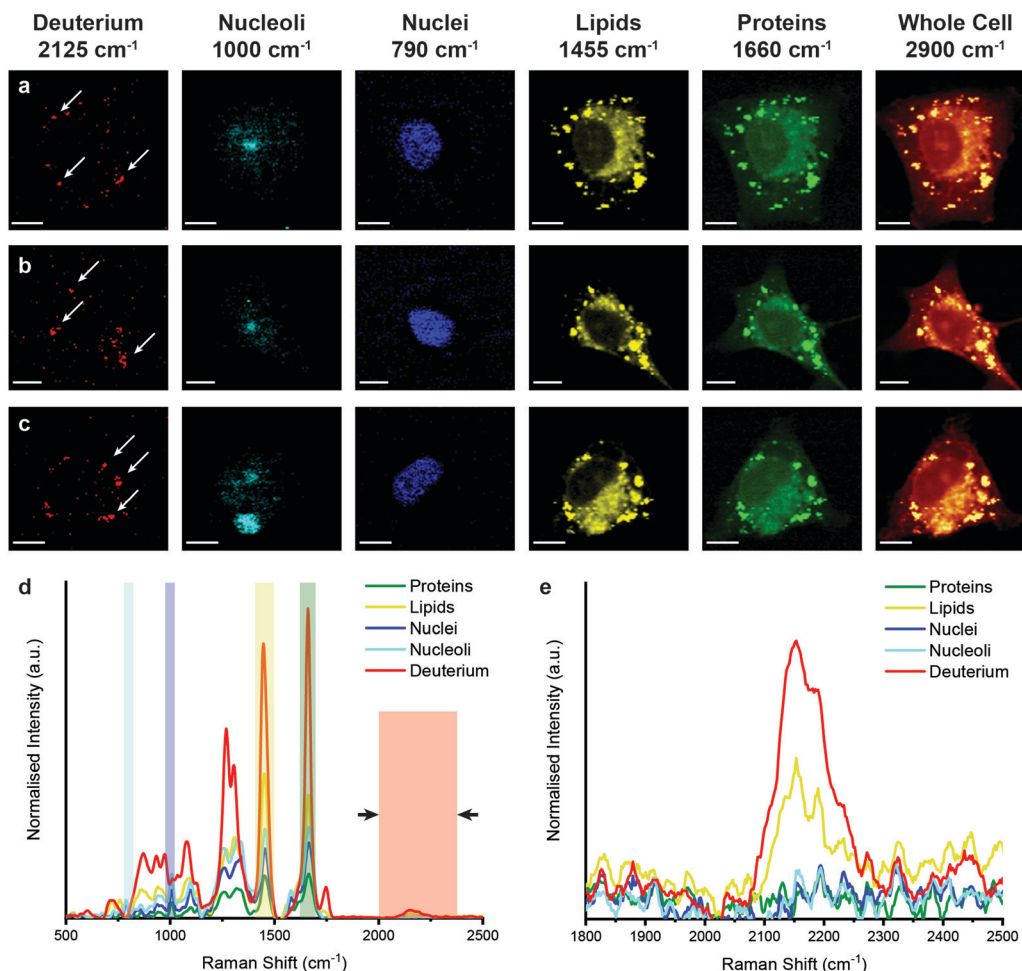 Deuterium Nucleoli Nuclei Lipids Proteins Whole Cell
2125 cm⁻¹ 1000 cm⁻¹ 790 cm⁻¹ 1455 cm⁻¹ 1660 cm⁻¹ 2900 cm⁻¹
a
b
c
d
Proteins
Lipids
Nuclei
Nucleoli
Deuterium
Normalised Intensity (a.u.)
500 1000 1500 2000 2500
Raman Shift (cm⁻¹)
e
Proteins
Lipids
Nuclei
Nucleoli
Deuterium
Normalised Intensity (a.u.)
1800 1900 2000 2100 2200 2300 2400 2500
Raman Shift (cm⁻¹)